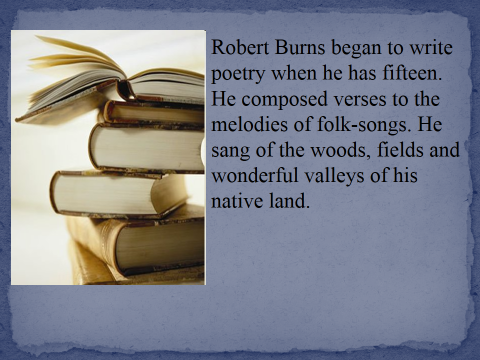 Robert Burns began to write
poetry when he has fifteen.
He composed verses to the
melodies of folk-songs. He
sang of the woods, fields and
wonderful valleys of his
native land.